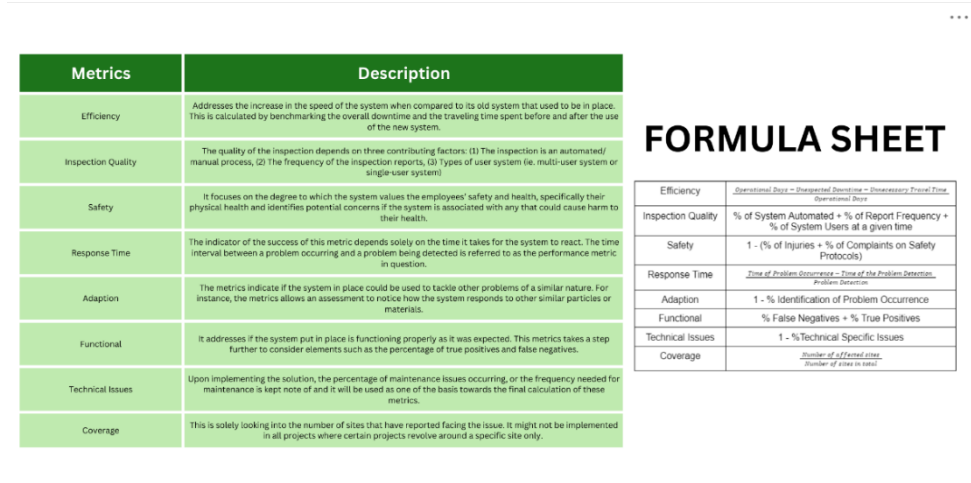 Metrics
Description
Efficiency
Addresses the increase in the speed of the system when compared to its old system that used to be in place.
This is calculated by benchmarking the overall downtime and the traveling time spent before and after the use
of the new system.
Inspection Quality
The quality of the inspection depends on three contributing factors: (1) The inspection is an automated/
manual process, (2) The frequency of the inspection reports, (3) Types of user system (ie. multi-user system or
single-user system)
Safety
It focuses on the degree to which the system values the employees' safety and health, specifically their
physical health and identifies potential concerns if the system is associated with any that could cause harm to
their health.
Response Time
The indicator of the success of this metric depends solely on the time it takes for the system to react. The time
interval between a problem occurring and a problem being detected is referred to as the performance metric
in question.
Adaption
The metrics indicate if the system in place could be used to tackle other problems of a similar nature. For
instance, the metrics allows an assessment to notice how the system responds to other similar particles or
materials.
Functional
It addresses if the system put in place is functioning properly as it was expected. This metrics takes a step
further to consider elements such as the percentage of true positives and false negatives.
Technical Issues
Upon implementing the solution, the percentage of maintenance issues occurring, or the frequency needed for
maintenance is kept note of and it will be used as one of the basis towards the final calculation of these
metrics.
Coverage
This is solely looking into the number of sites that have reported facing the issue. It might not be implemented
in all projects where certain projects revolve around a specific site only.
FORMULA SHEET
Efficiency
Operational Days − Unexpected Downtime − Unnecessary Travel Time
Operational Days
Inspection Quality
% of System Automated + % of Report Frequency +
% of System Users at a given time
Safety
1 - (% of Injuries + % of Complaints on Safety
Protocols)
Response Time
Time of Problem Occurrence − Time of the Problem Detection
Problem Detection
Adaption
1 - % Identification of Problem Occurrence
Functional
% False Negatives + % True Positives
Technical Issues
1 - %Technical Specific Issues
Coverage
Number of affected sites
Number of sites in total